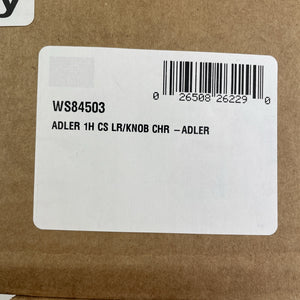 y
0 26508 26229 0
WS84503
ADLER 1H CS LR/KNOB CHR –ADLER